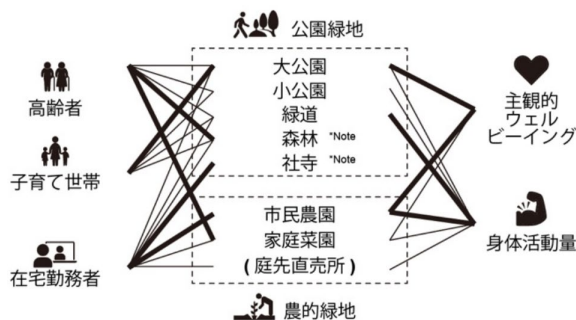 公園緑地
大公園
小公園
緑道
森林 *Note
社寺 *Note
高齢者
子育て世帯
在宅勤務者
市民農園
家庭菜園
(庭先直売所)
農的緑地
主観的
ウェル
ビーイング
身体活動量